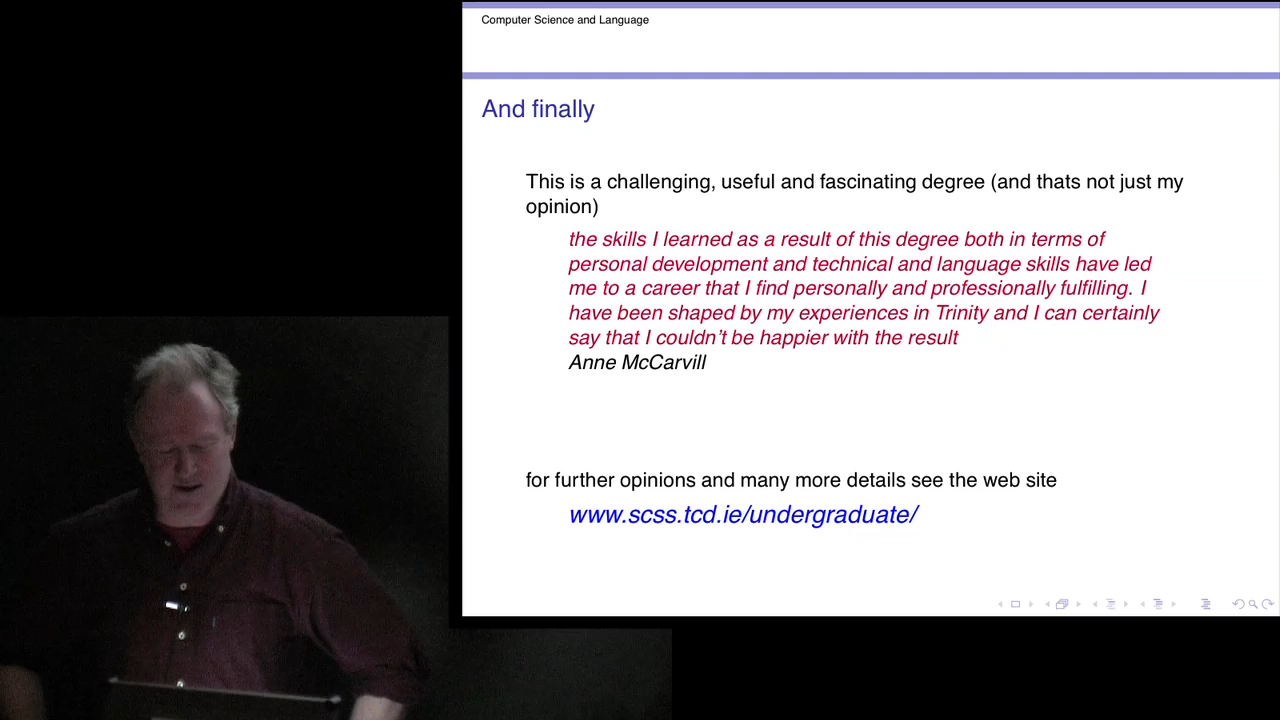 Computer Science and Language
And finally
This is a challenging, useful and fascinating degree (and thats not just my
opinion)
the skills I learned as a result of this degree both in terms of
personal development and technical and language skills have led
me to a career that I find personally and professionally fulfilling. I
have been shaped by my experiences in Trinity and I can certainly
say that I couldn't be happier with the result
Anne McCarvill
for further opinions and many more details see the web site
www.scss.tcd.ie/undergraduate/